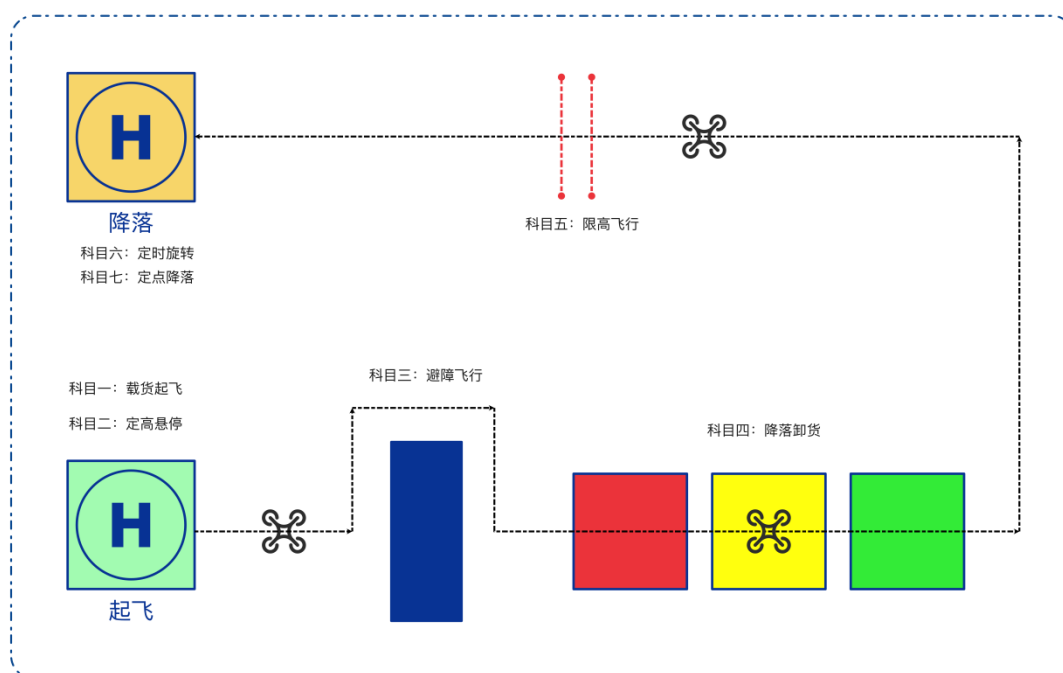 H
降落
科目六：定时旋转
科目七：定点降落
科目五：限高飞行
科目一：载货起飞
科目二：定高悬停
科目三：避障飞行
科目四：降落卸货
H
起飞